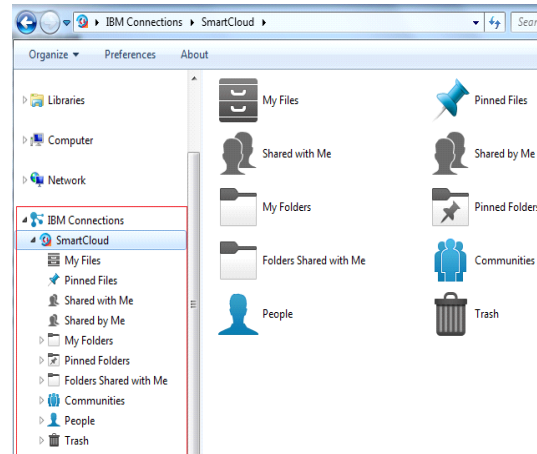 IBM Connections SmartCloud
Organize Preferences About
Libraries
Computer
Network
IBM Connections
SmartCloud
My Files
Pinned Files
Shared with Me
Shared by Me
My Folders
Pinned Folders
Folders Shared with Me
Communities
People
Trash
My Files Pinned Files
Shared with Me Shared by Me
My Folders Pinned Folders
Folders Shared with Me Communities
People Trash